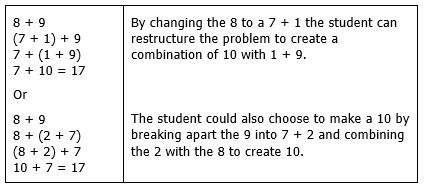 8 + 9
(7 + 1) + 9
7 + (1 + 9)
7 + 10 = 17
Or
8 + 9
8 + (2 + 7)
(8 + 2) + 7
10 + 7 = 17
By changing the 8 to a 7 + 1 the student can
restructure the problem to create a
combination of 10 with 1 + 9.
The student could also choose to make a 10 by
breaking apart the 9 into 7 + 2 and combining
the 2 with the 8 to create 10.